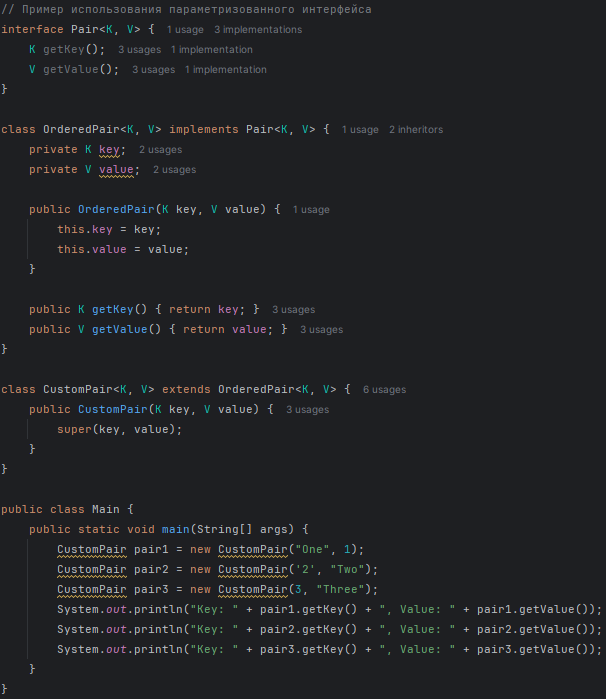 // Пример использования параметризованного интерфейса
interface Pair<K, V> { 1 usage 3 implementations
K getKey(); 3 usages 1 implementation
V getValue(); 3 usages 1 implementation
}
class OrderedPair<K, V> implements Pair<K, V> { 1 usage 2 inheritors
private K key; 2 usages
private V value; 2 usages
public OrderedPair(K key, V value) { 1 usage
this.key = key;
this.value = value;
}
public K getKey() { return key; } 3 usages
public V getValue() { return value; } 3 usages
}
class CustomPair<K, V> extends OrderedPair<K, V> { 6 usages
public CustomPair(K key, V value) { 3 usages
super(key, value);
}
}
public class Main {
public static void main(String[] args) {
CustomPair pair1 = new CustomPair("One", 1);
CustomPair pair2 = new CustomPair('2', "Two");
CustomPair pair3 = new CustomPair(3, "Three");
System.out.println("Key: " + pair1.getKey() + ", Value: " + pair1.getValue());
System.out.println("Key: " + pair2.getKey() + ", Value: " + pair2.getValue());
System.out.println("Key: " + pair3.getKey() + ", Value: " + pair3.getValue());
}
}